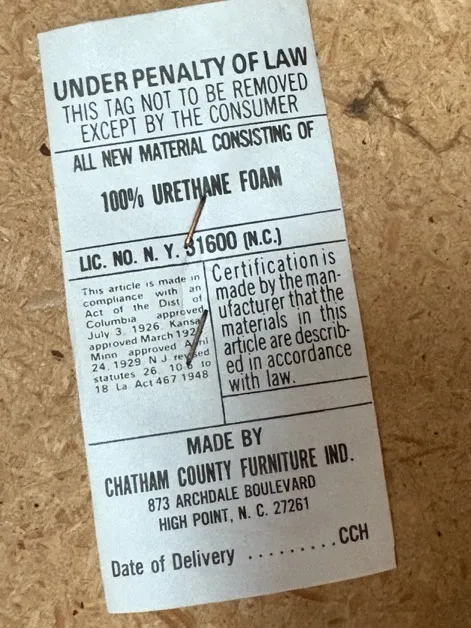 UNDER PENALTY OF LAW
THIS TAG NOT TO BE REMOVED
EXCEPT BY THE CONSUMER
ALL NEW MATERIAL CONSISTING OF
100% URETHANE FOAM
LIC. NO. N. Y. 31600 (N.C.)
This article is made in
compliance with an
Act of the Dist of
Columbia approved
July 3, 1926. Kansas
approved March 192
Minn approved April
24, 1929. N J revised
statutes 26, 10 to
18 La Act 467 1948
Certification is
made by the man-
ufacturer that the
materials in this
article are describ-
ed in accordance
with law.
MADE BY
CHATHAM COUNTY FURNITURE IND.
873 ARCHDALE BOULEVARD
HIGH POINT, N. C. 27261
Date of Delivery .........CCH